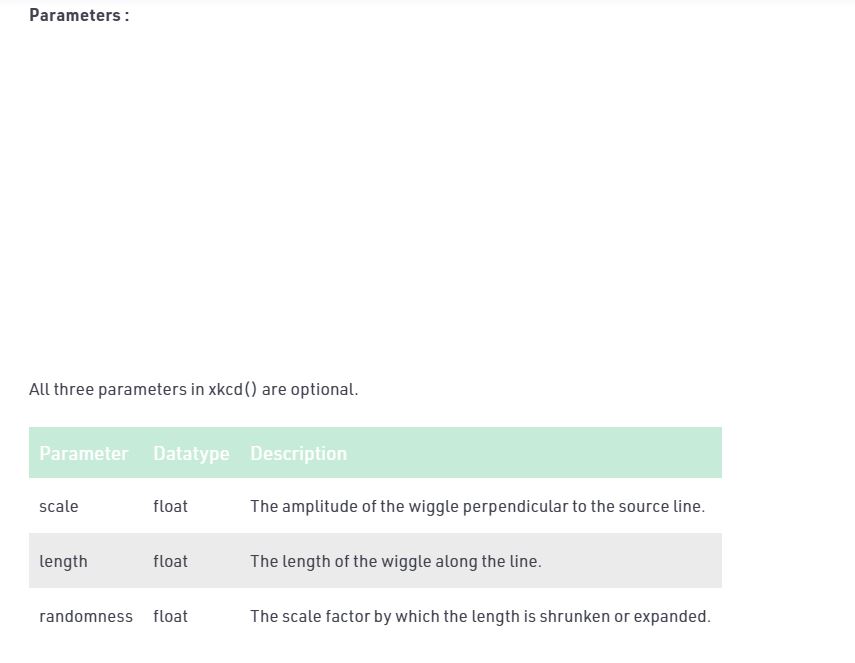 Parameters :
All three parameters in xkcd() are optional.
Parameter Datatype Description
scale float The amplitude of the wiggle perpendicular to the source line.
length float The length of the wiggle along the line.
randomness float The scale factor by which the length is shrunken or expanded.